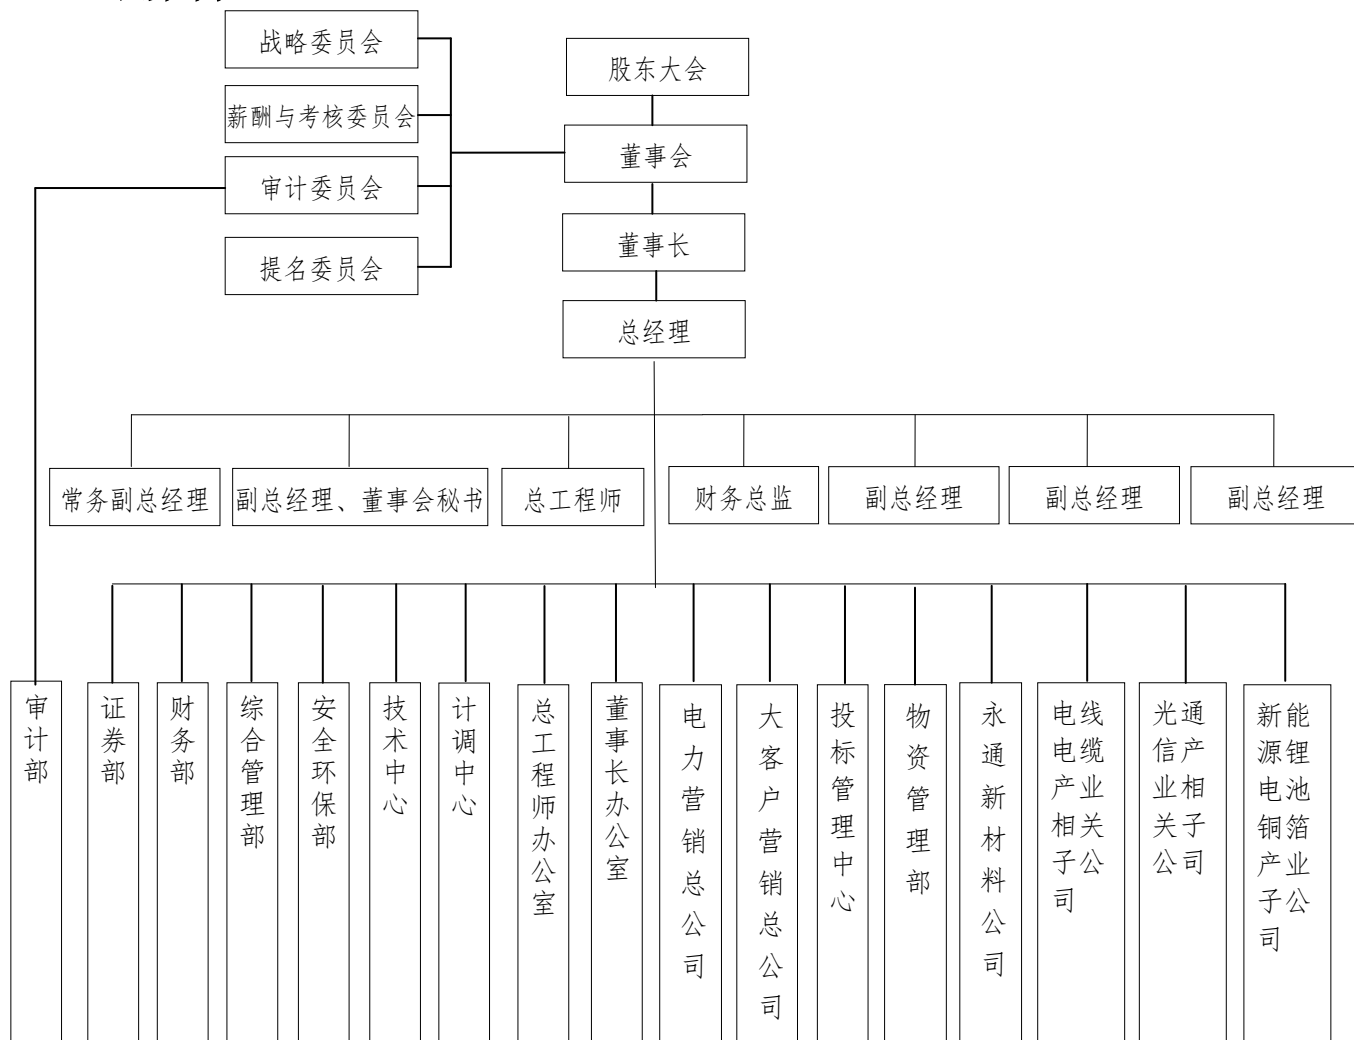 战略委员会
股东大会
薪酬与考核委员会
董事会
审计委员会
董事长
提名委员会
总经理
常务副总经理
副总经理、董事会秘书
总工程师
财务总监
副总经理
副总经理
副总经理
审计部
证券部
财务部
综合管理部
安全环保部
技术中心
计调中心
总工程师办公室
董事长办公室
电力营销总公司
大客户营销总公司
投标管理中心
物资管理部
永通新材料公司
电线
电缆
产业
相关
子公
司
光通
信产
业相
关子
公司
新能
源锂
电池
铜箔
产业
子公
司